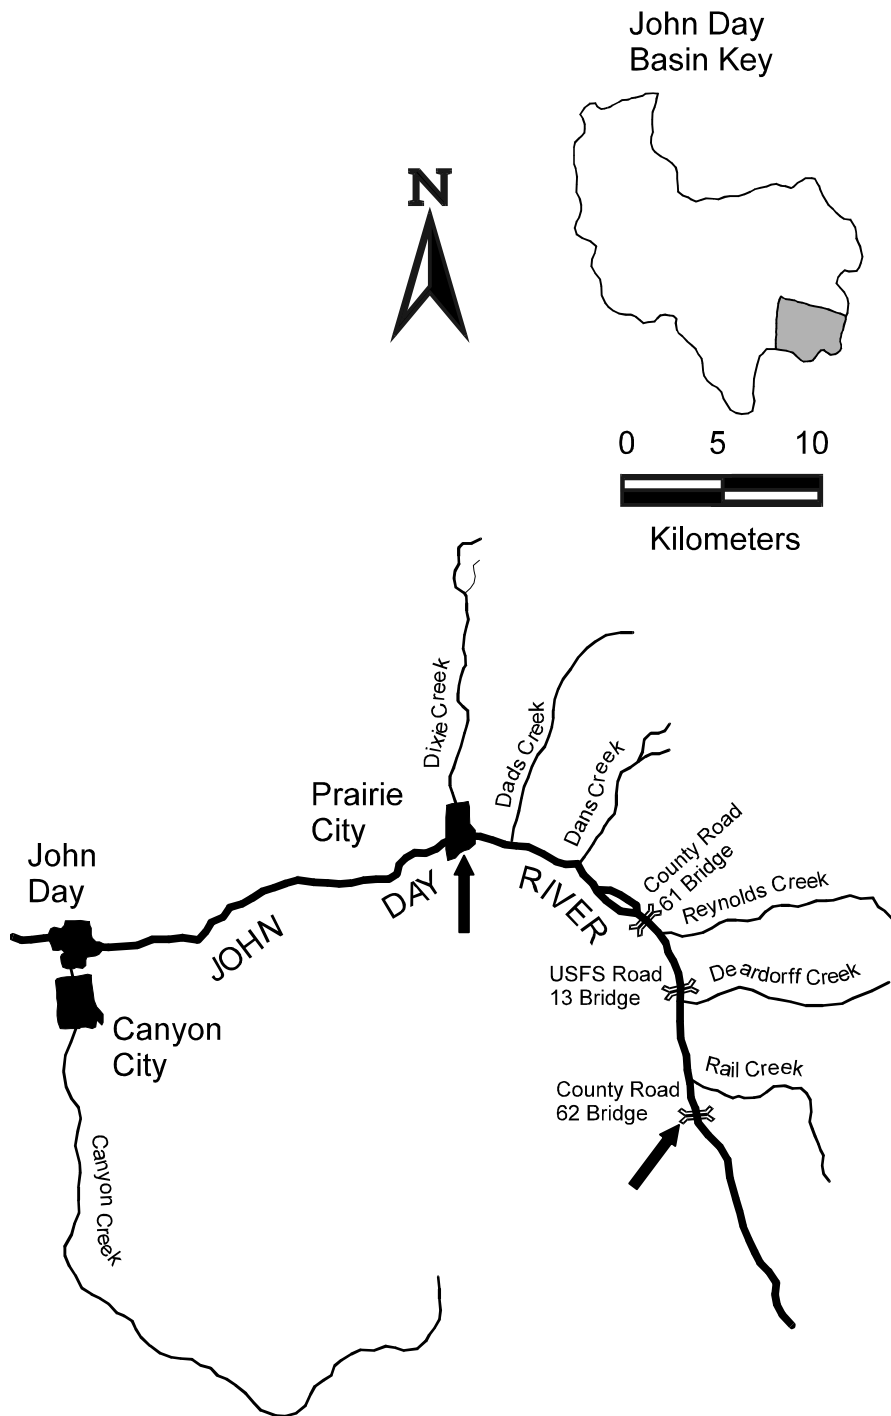 John Day
Basin Key
N
0 5 10
Kilometers
Dixie Creek
Dads Creek
Dans Creek
Prairie
City
County Road
61 Bridge
John
Day
Reynolds Creek
JOHN DAY RIVER
USFS Road
13 Bridge
Deardorff Creek
Canyon
City
Rail Creek
County Road
62 Bridge
Canyon Creek